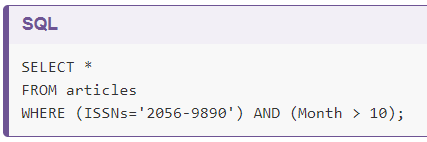 SQL
SELECT *
FROM articles
WHERE (ISSNs='2056-9890') AND (Month > 10);